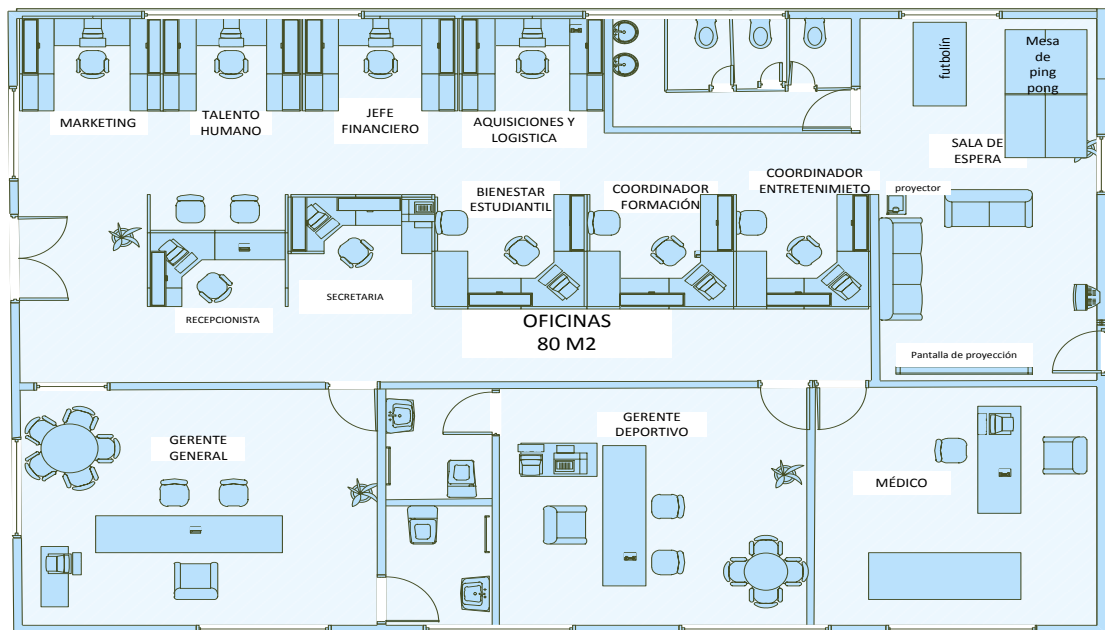 futbolín
Mesa
de
ping
pong
MARKETING
TALENTO
HUMANO
JEFE
FINANCIERO
AQUISICIONES Y
LOGISTICA
SALA DE
ESPERA
BIENESTAR
ESTUDIANTIL
COORDINADOR
FORMACIÓN
COORDINADOR
ENTRETENIMIETO
proyector
RECEPCIONISTA
SECRETARIA
OFICINAS
80 M2
Pantalla de proyección
GERENTE
GENERAL
GERENTE
DEPORTIVO
MÉDICO